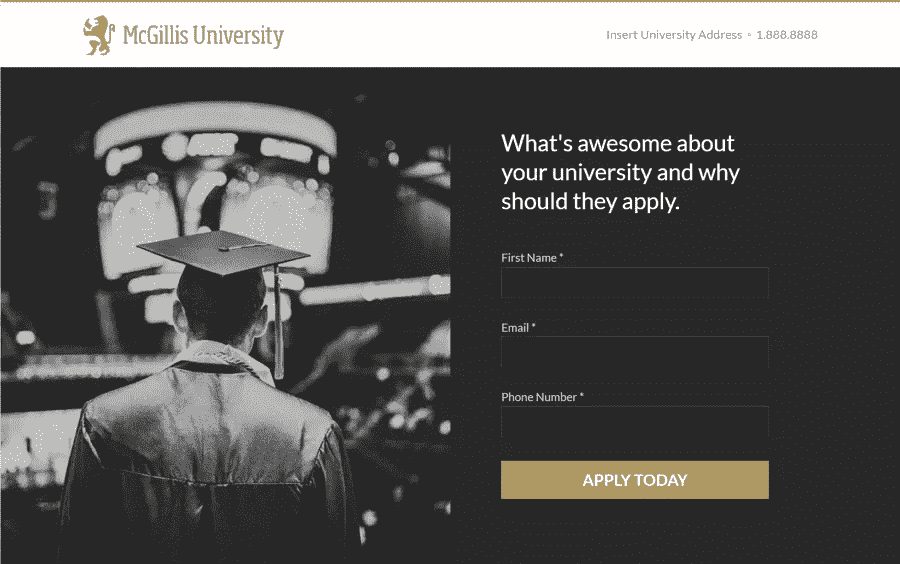 McGillis University
Insert University Address ◦ 1.888.8888
What's awesome about
your university and why
should they apply.
First Name *
Email *
Phone Number *
APPLY TODAY